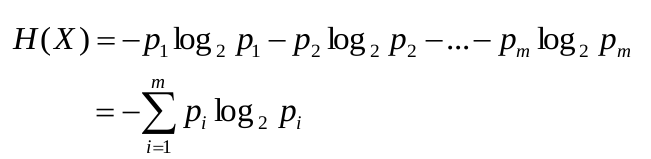 H(X) = −p₁ log₂ p₁ − p₂ log₂ p₂ − ... − pₘ log₂ pₘ
= −∑ᵢ₌₁ᵐ pᵢ log₂ pᵢ